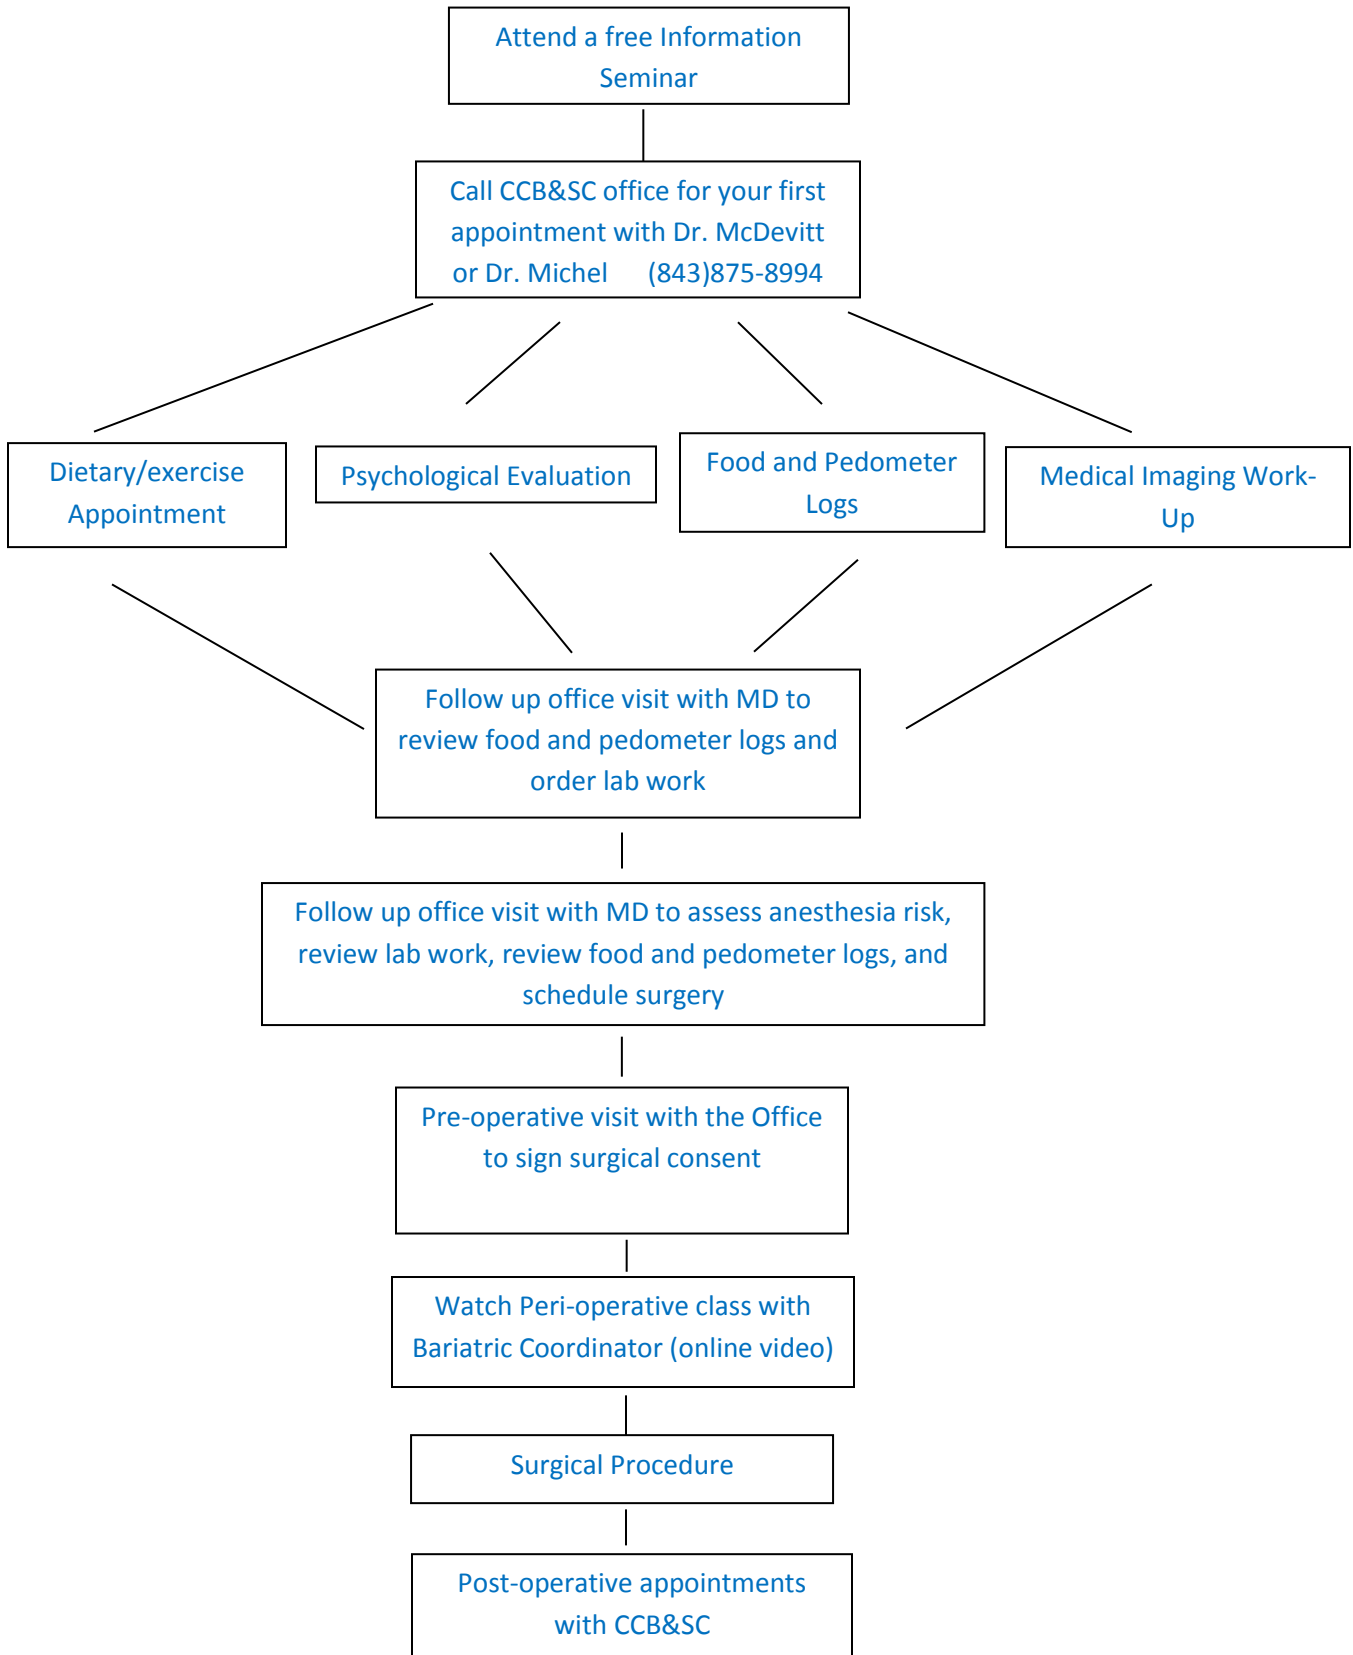 Attend a free Information
Seminar
Call CCB&SC office for your first
appointment with Dr. McDevitt
or Dr. Michel (843)875-8994
Dietary/exercise
Appointment
Psychological Evaluation
Food and Pedometer
Logs
Medical Imaging Work-
Up
Follow up office visit with MD to
review food and pedometer logs and
order lab work
Follow up office visit with MD to assess anesthesia risk,
review lab work, review food and pedometer logs, and
schedule surgery
Pre-operative visit with the Office
to sign surgical consent
Watch Peri-operative class with
Bariatric Coordinator (online video)
Surgical Procedure
Post-operative appointments
with CCB&SC